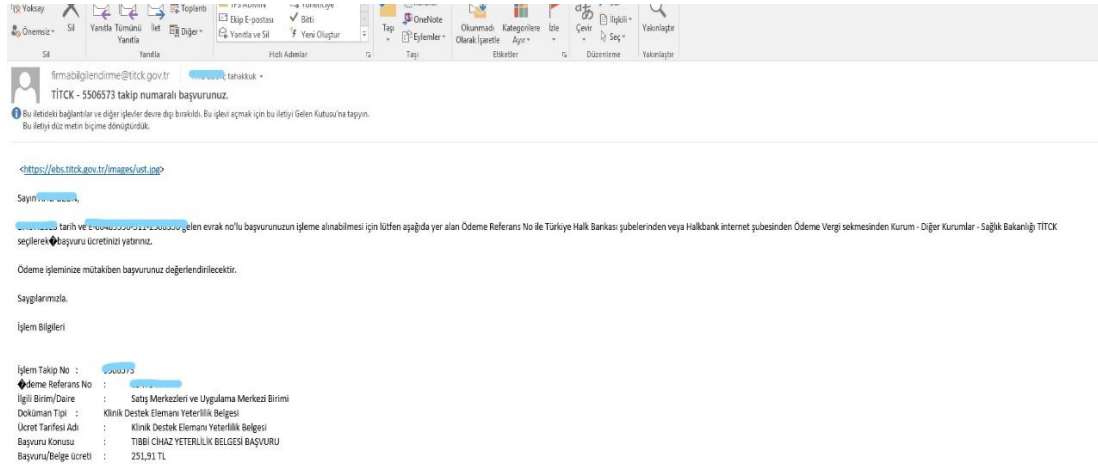 Yoksay
Toplantı
Önemsiz
Sil
Yanıtla Tümünü Yanıtla
İlet
Diğer
Ekip E-postası
Yanıtla ve Sil
Bitti
Yeni Oluştur
Taşı
OneNote
Eylemler
Okunmadı Olarak İşaretle
Kategorilere Ayır
İzle
Çevir
İlişkili
Seç
Yakınlaştır
Sil
Yanıtla
Hızlı Adımlar
Taşı
Etiketler
Düzenleme
Yakınlaştır
firmabilgilendirme@titck.gov.tr tahakkuk
TİTCK - 5506573 takip numaralı başvurunuz.
Bu iletideki bağlantılar ve diğer işlevler devre dışı bırakıldı. Bu işlevi açmak için bu iletiyi Gelen Kutusu'na taşıyın.
Bu iletiyi düz metin biçime dönüştürdük.
<https://ebs.titck.gov.tr/images/ust.jpg>
Sayın
tarih ve gelen evrak no'lu başvurunuzun işleme alınabilmesi için lütfen aşağıda yer alan Ödeme Referans No ile Türkiye Halk Bankası şubelerinden veya Halkbank internet şubesinden Ödeme Vergi sekmesinden Kurum - Diğer Kurumlar - Sağlık Bakanlığı TİTCK
seçilerek�başvuru ücretinizi yatırınız.
Ödeme işleminize mütakiben başvurunuz değerlendirilecektir.
Saygılarımızla.
İşlem Bilgileri
İşlem Takip No :
�deme Referans No :
İlgili Birim/Daire : Satış Merkezleri ve Uygulama Merkezi Birimi
Doküman Tipi : Klinik Destek Elemanı Yeterlilik Belgesi
Ücret Tarifesi Adı : Klinik Destek Elemanı Yeterlilik Belgesi
Başvuru Konusu : TIBBİ CİHAZ YETERLİLİK BELGESİ BAŞVURU
Başvuru/Belge ücreti : 251,91 TL